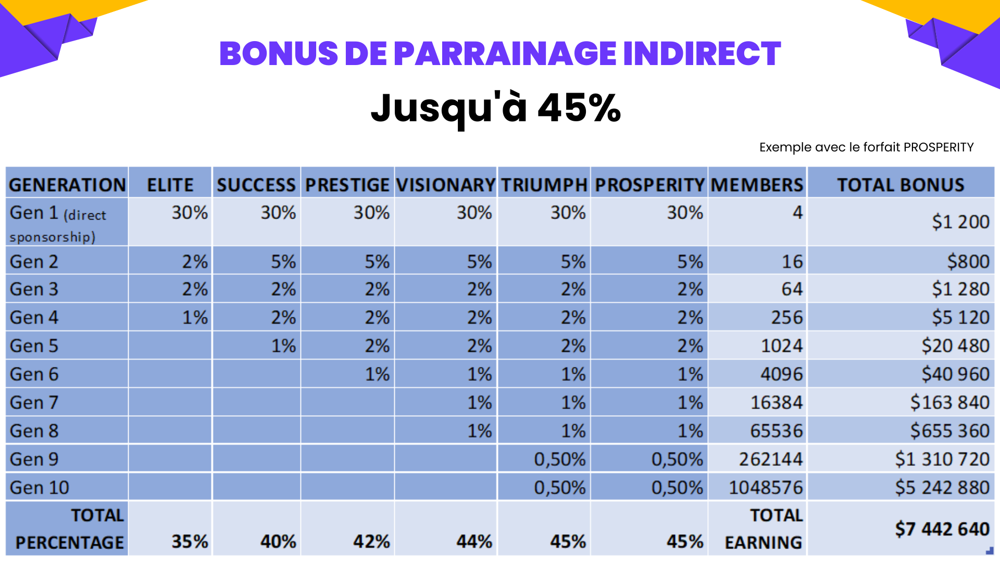 BONUS DE PARRAINAGE INDIRECT
Jusqu'à 45%
Exemple avec le forfait PROSPERITY
GENERATION ELITE SUCCESS PRESTIGE VISIONARY TRIUMPH PROSPERITY MEMBERS TOTAL BONUS
Gen 1 (direct sponsorship) 30% 30% 30% 30% 30% 30% 4 $1 200
Gen 2 2% 5% 5% 5% 5% 5% 16 $800
Gen 3 2% 2% 2% 2% 2% 2% 64 $1 280
Gen 4 1% 2% 2% 2% 2% 2% 256 $5 120
Gen 5 1% 2% 2% 2% 2% 1024 $20 480
Gen 6 1% 1% 1% 1% 4096 $40 960
Gen 7 1% 1% 1% 16384 $163 840
Gen 8 1% 1% 1% 65536 $655 360
Gen 9 0,50% 0,50% 262144 $1 310 720
Gen 10 0,50% 0,50% 1048576 $5 242 880
TOTAL PERCENTAGE 35% 40% 42% 44% 45% 45% TOTAL EARNING $7 442 640